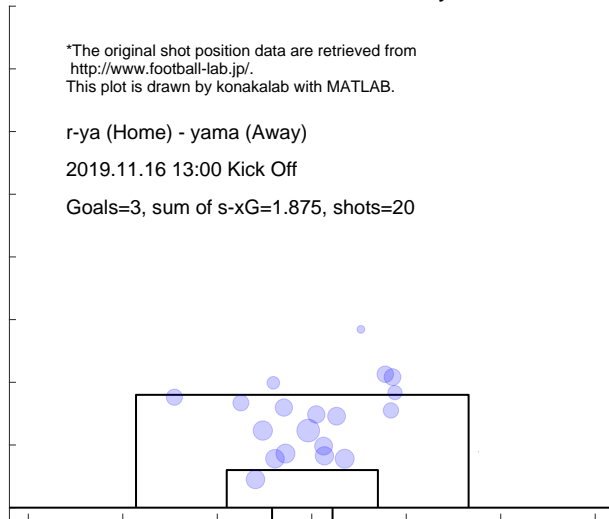 *The original shot position data are retrieved from
http://www.football-lab.jp/.
This plot is drawn by konakalab with MATLAB.
r-ya (Home) - yama (Away)
2019.11.16 13:00 Kick Off
Goals=3, sum of s-xG=1.875, shots=20